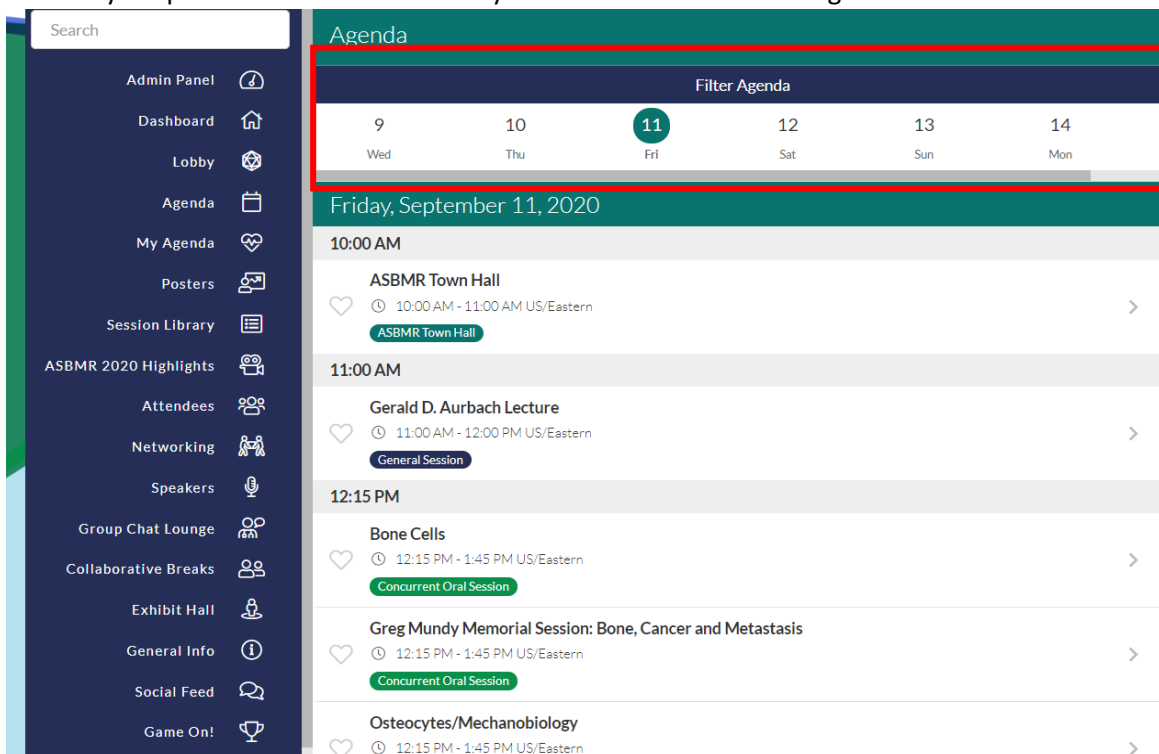 Search
Admin Panel
Dashboard
Lobby
Agenda
My Agenda
Posters
Session Library
ASBMR 2020 Highlights
Attendees
Networking
Speakers
Group Chat Lounge
Collaborative Breaks
Exhibit Hall
General Info
Social Feed
Game On!
Agenda
Filter Agenda
9 10 11 12 13 14
Wed Thu Fri Sat Sun Mon
Friday, September 11, 2020
10:00 AM
ASBMR Town Hall
10:00 AM - 11:00 AM US/Eastern
ASBMR Town Hall
11:00 AM
Gerald D. Aurbach Lecture
11:00 AM - 12:00 PM US/Eastern
General Session
12:15 PM
Bone Cells
12:15 PM - 1:45 PM US/Eastern
Concurrent Oral Session
Greg Mundy Memorial Session: Bone, Cancer and Metastasis
12:15 PM - 1:45 PM US/Eastern
Concurrent Oral Session
Osteocytes/Mechanobiology
12:15 PM - 1:45 PM US/Eastern